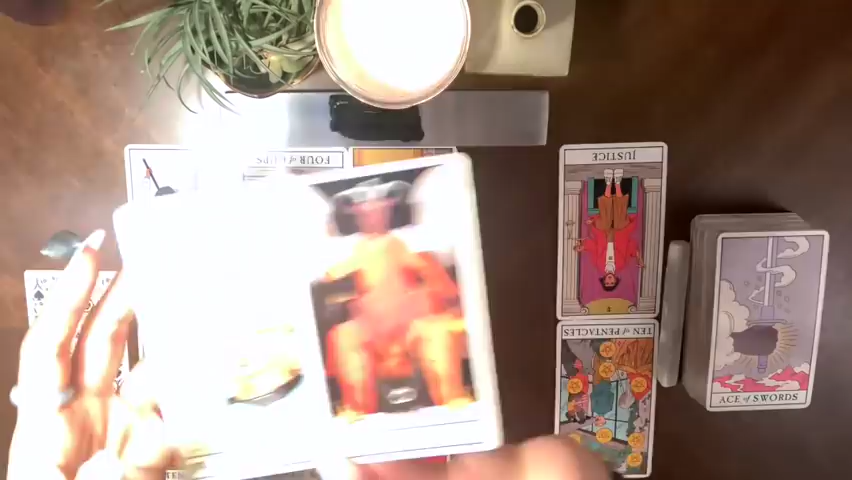 FOUR of CUPS
JUSTICE
TEN of PENTACLES
ACE of SWORDS